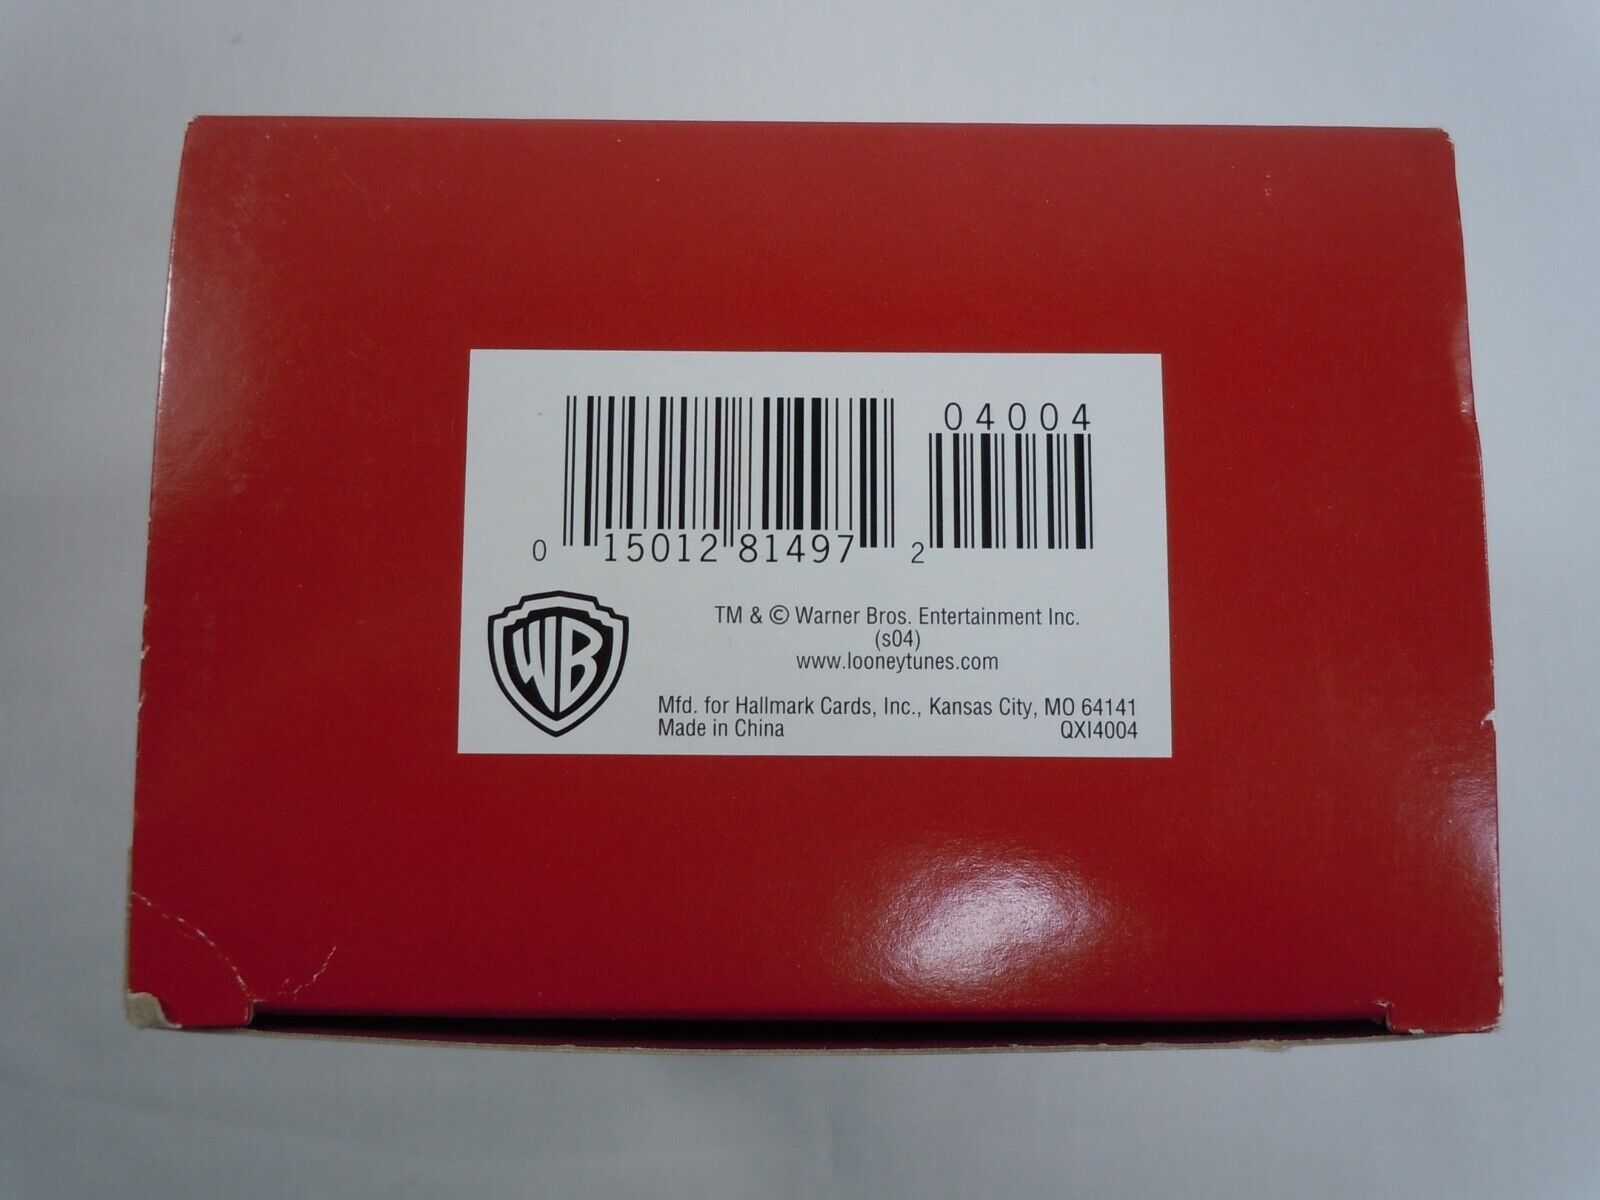 04004
0 15012 81497 2
WB
TM & © Warner Bros. Entertainment Inc.
(s04)
www.looneytunes.com
Mfd. for Hallmark Cards, Inc., Kansas City, MO 64141
Made in China QXI4004